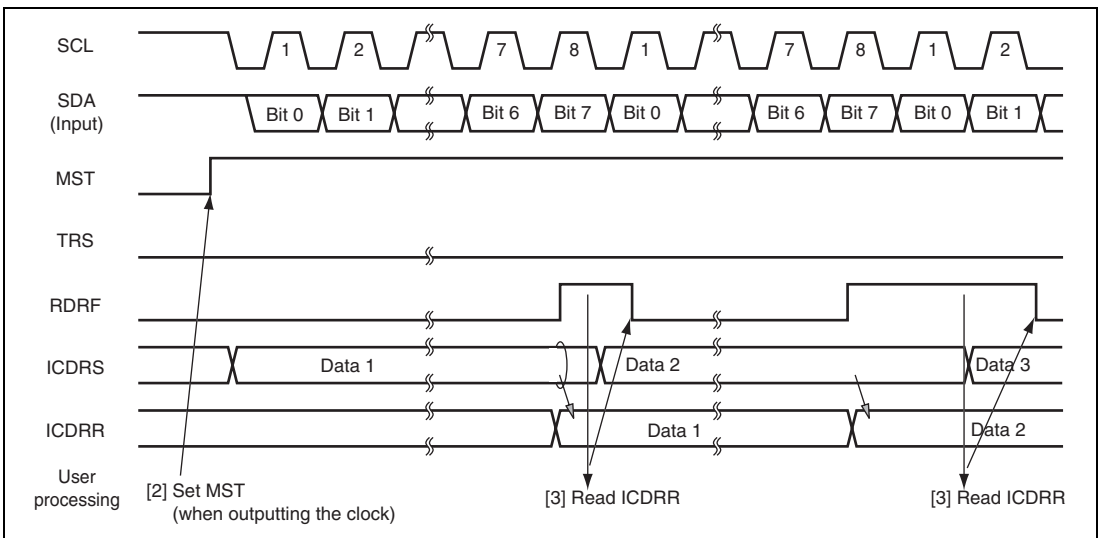 SCL 1 2 7 8 1 7 8 1 2
SDA
(Input)
Bit 0 Bit 1 Bit 6 Bit 7 Bit 0 Bit 6 Bit 7 Bit 0 Bit 1
MST
TRS
RDRF
ICDRS Data 1 Data 2 Data 3
ICDRR Data 1 Data 2
User
processing
[2] Set MST
(when outputting the clock)
[3] Read ICDRR
[3] Read ICDRR